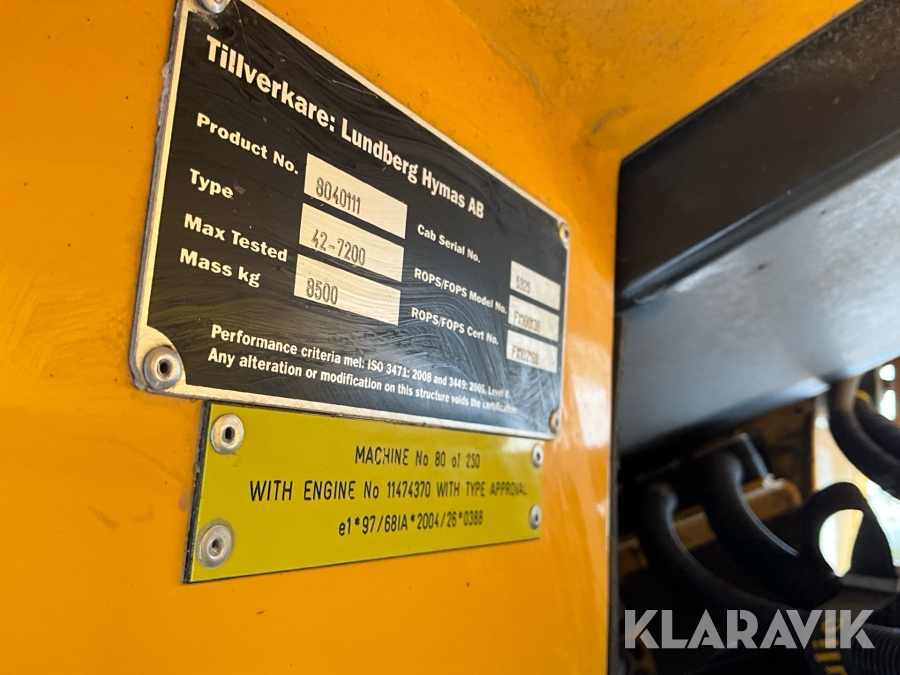 Tillverkare: Lundberg Hymas AB
Product No. 8040111
Type 42-7200
Max Tested
Mass kg 8500
Cab Serial No. 5325
ROPS/FOPS Model No.
ROPS/FOPS Cert No.
Performance criteria met: ISO 3471: 2008 and 3449: 2005, Level II
Any alteration or modification on this structure voids the certification
MACHINE No 80 of 250
WITH ENGINE No 11474370 WITH TYPE APPROVAL
e1*97/68IA*2004/26*0388
KLARAVIK